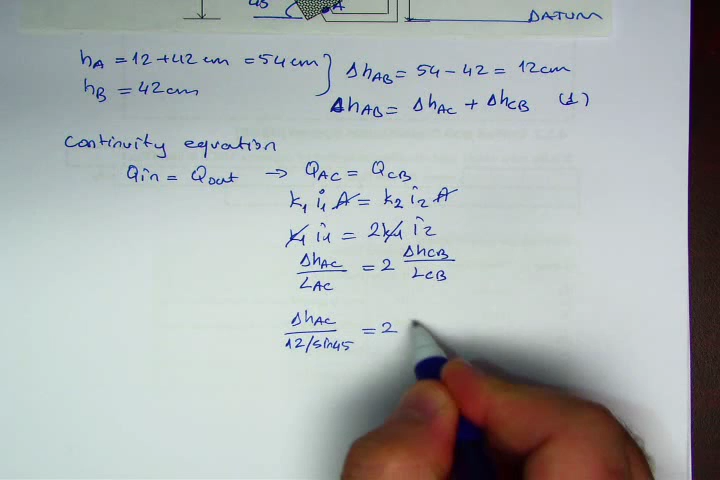 45
A
DATUM
hA = 12 + 42 cm = 54 cm
hB = 42 cm
ΔhAB = 54 - 42 = 12 cm
ΔhAB = ΔhAC + ΔhCB (1)
Continuity equation
Qin = Qout → QAC = QCB
k1 i1 A = k2 i2 A
k1 i1 = 2k1 i2
ΔhAC / LAC = 2 ΔhCB / LCB
ΔhAC / 12/sin45 = 2